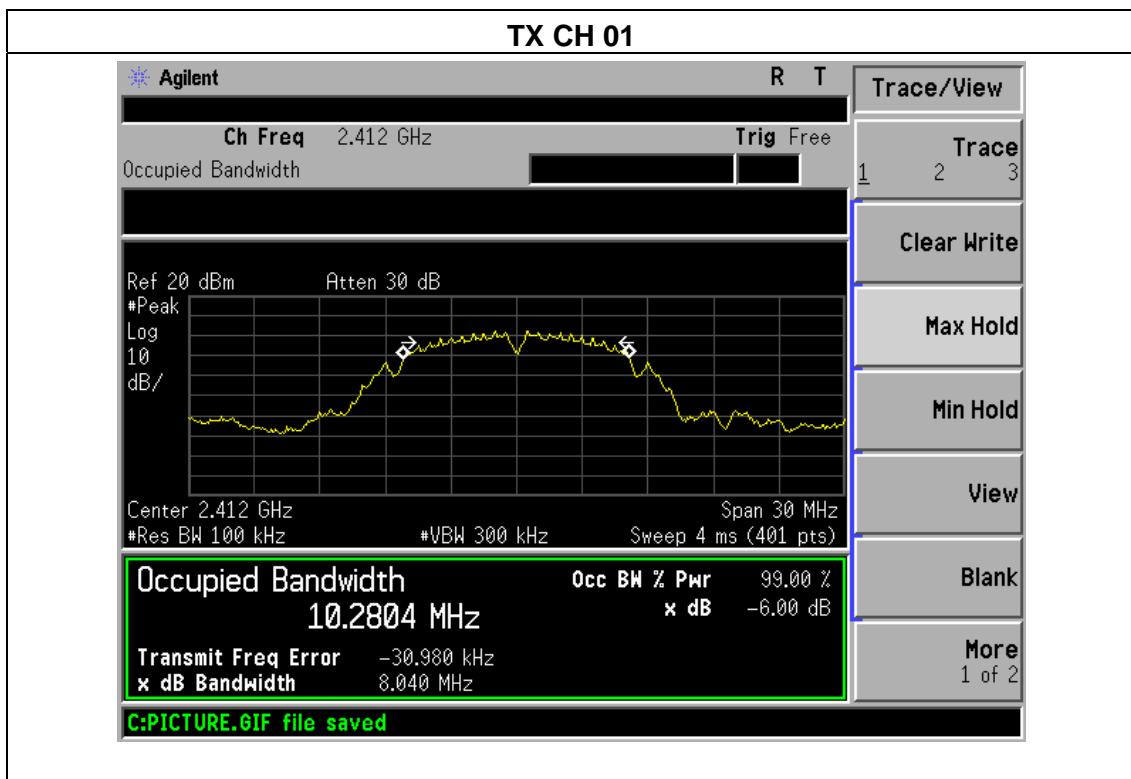 TX CH 01
Agilent R T
Trace/View
Ch Freq 2.412 GHz Trig Free
Occupied Bandwidth
Trace
1 2 3
Clear Write
Ref 20 dBm Atten 30 dB
#Peak
Log
10
dB/
Max Hold
Min Hold
View
Center 2.412 GHz Span 30 MHz
#Res BW 100 kHz #VBW 300 kHz Sweep 4 ms (401 pts)
Occupied Bandwidth Occ BW % Pwr 99.00 %
10.2804 MHz x dB -6.00 dB
Blank
Transmit Freq Error -30.980 kHz
x dB Bandwidth 8.040 MHz
More
1 of 2
C:PICTURE.GIF file saved